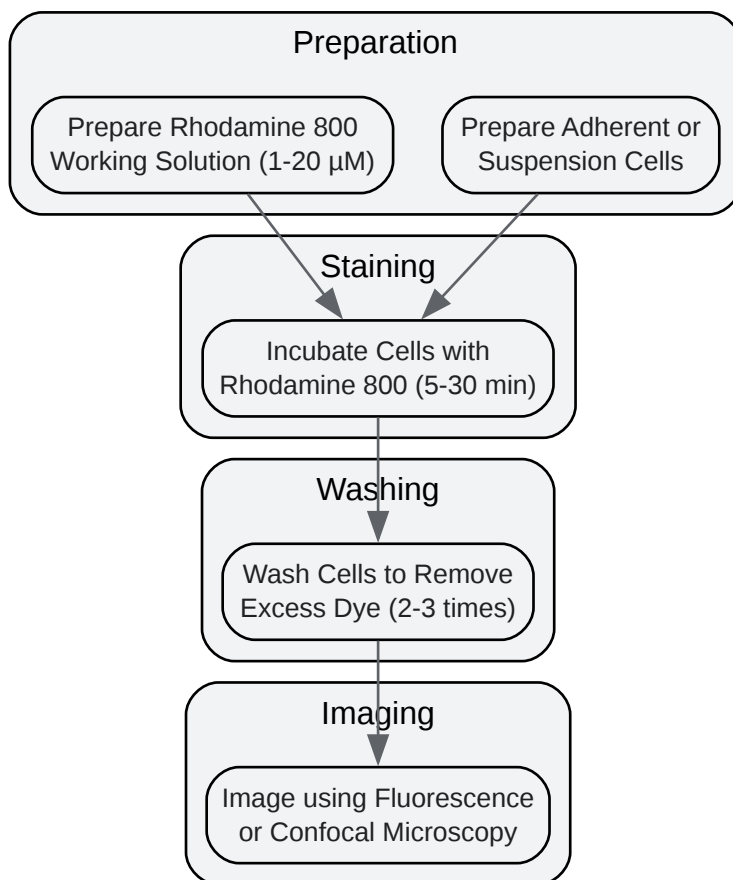 Preparation
Prepare Rhodamine 800
Working Solution (1-20 µM)
Prepare Adherent or
Suspension Cells
Staining
Incubate Cells with
Rhodamine 800 (5-30 min)
Washing
Wash Cells to Remove
Excess Dye (2-3 times)
Imaging
Image using Fluorescence
or Confocal Microscopy